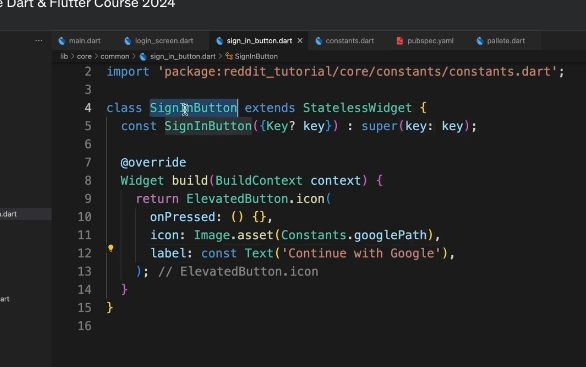 Dart & Flutter Course 2024
... main.dart login_screen.dart sign_in_button.dart × constants.dart pubspec.yaml pallete.dart
lib > core > common > sign_in_button.dart > SignInButton
2 import 'package:reddit_tutorial/core/constants/constants.dart';
3
4 class SignInButton extends StatelessWidget {
5 const SignInButton({Key? key}) : super(key: key);
6
7 @override
8 Widget build(BuildContext context) {
9 return ElevatedButton.icon(
10 onPressed: () {},
11 icon: Image.asset(Constants.googlePath),
n.dart
12 label: const Text('Continue with Google'),
13 ); // ElevatedButton.icon
14 }
art
15 }
16